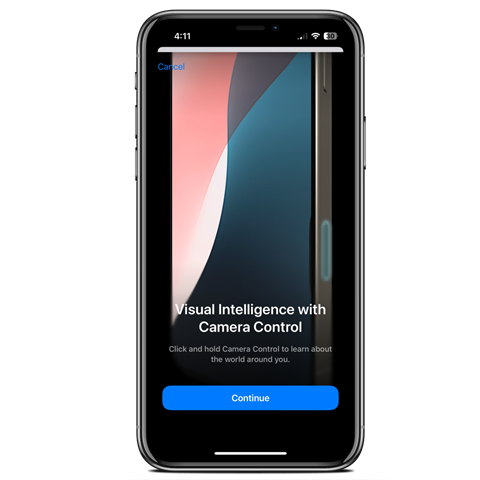 4:11
30
Cancel
Visual Intelligence with
Camera Control
Click and hold Camera Control to learn about
the world around you.
Continue